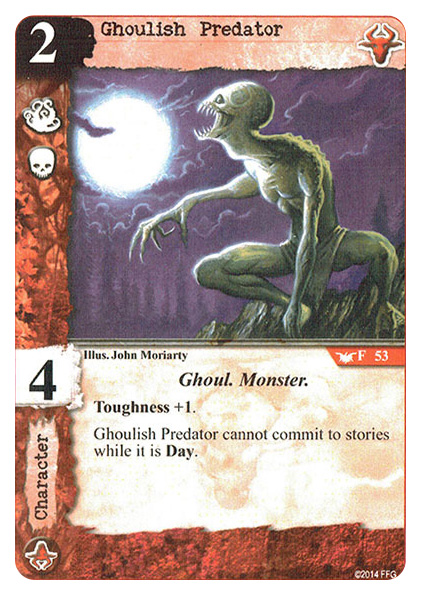 2
Ghoulish Predator
Illus. John Moriarty
F 53
4
Ghoul. Monster.
Toughness +1.
Ghoulish Predator cannot commit to stories
while it is Day.
Character
©2014 FFG